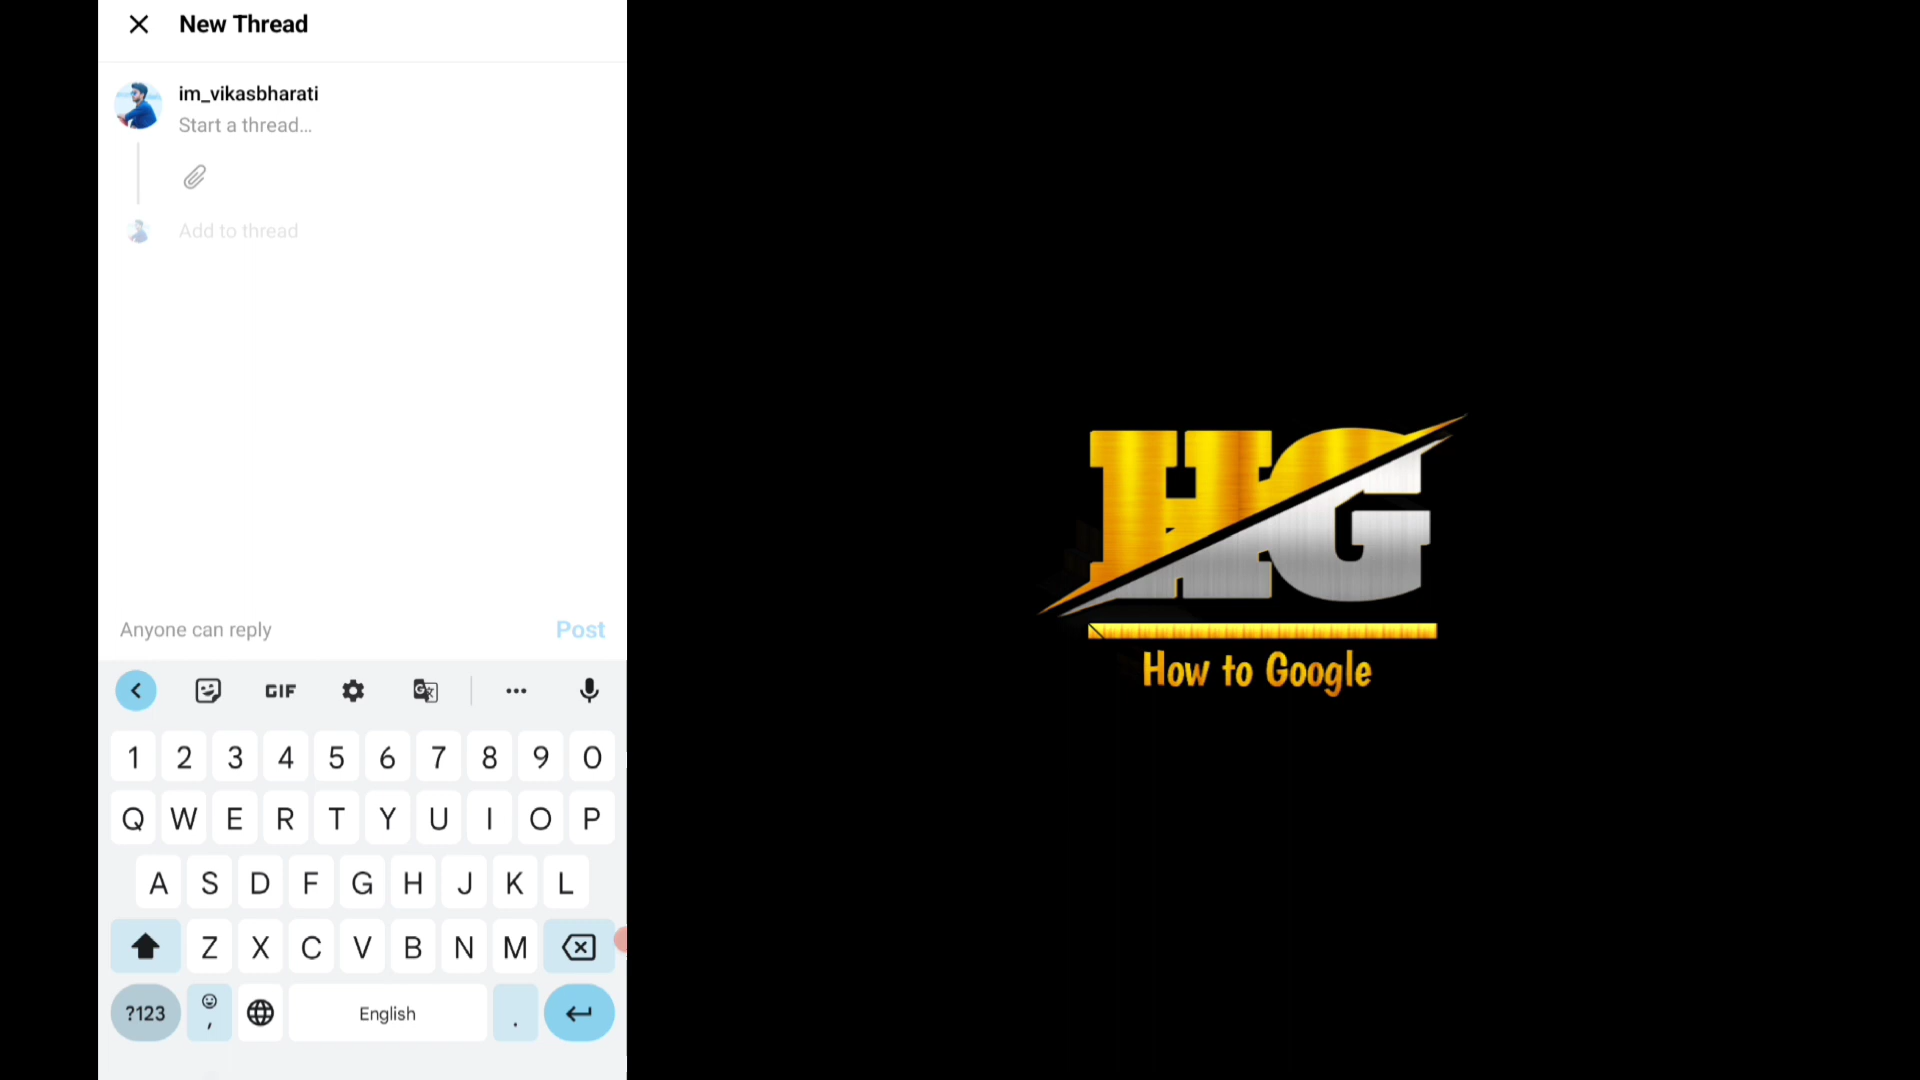 New Thread
im_vikasbharati
Start a thread...
Add to thread
Anyone can reply
Post
GIF
G
1 2 3 4 5 6 7 8 9 0
Q W E R T Y U I O P
A S D F G H J K L
Z X C V B N M
?123 , English .
HG
How to Google